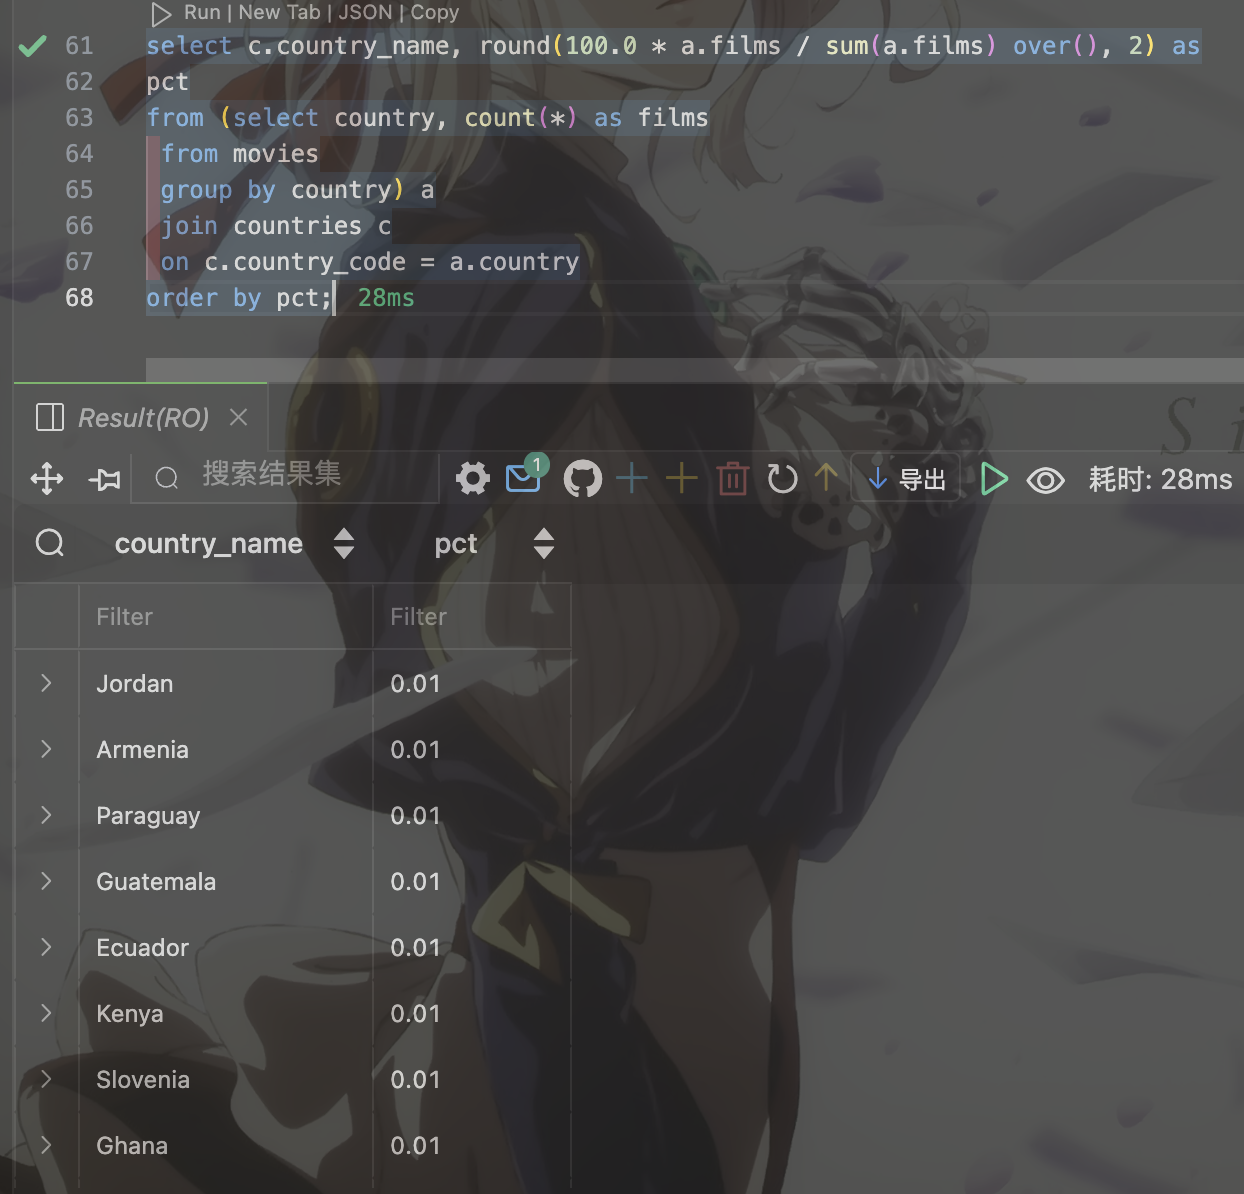 Run | New Tab | JSON | Copy
61 select c.country_name, round(100.0 * a.films / sum(a.films) over(), 2) as
62 pct
63 from (select country, count(*) as films
64 from movies
65 group by country) a
66 join countries c
67 on c.country_code = a.country
68 order by pct; 28ms
Result(RO)
S i
搜索结果集 1 导出 耗时: 28ms
country_name pct
Filter Filter
Jordan 0.01
Armenia 0.01
Paraguay 0.01
Guatemala 0.01
Ecuador 0.01
Kenya 0.01
Slovenia 0.01
Ghana 0.01